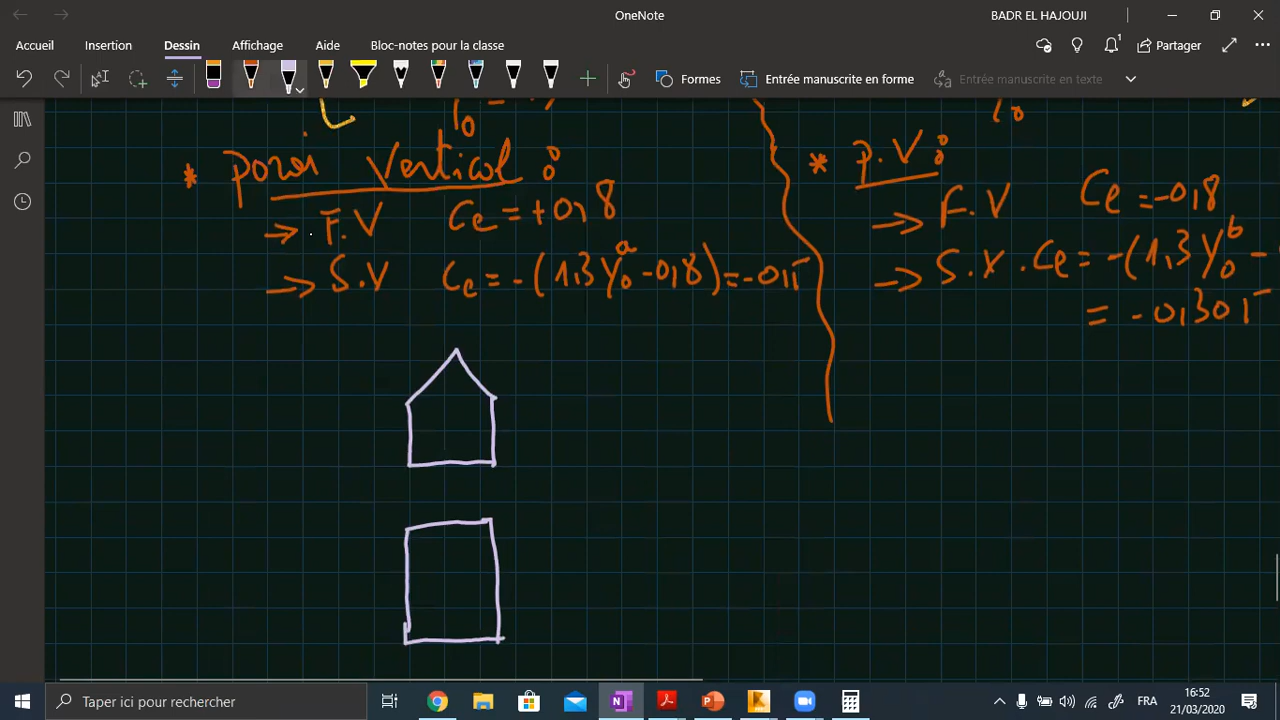 OneNote
BADR EL HAJOUJI
Accueil Insertion Dessin Affichage Aide Bloc-notes pour la classe
Partager
Formes Entrée manuscrite en forme Entrée manuscrite en texte
* Paroi Vertical :
→ F.V Ce = +0,8
→ S.V Ce = -(1,3 γ₀ᵃ - 0,8) = -0,5
* P.V :
→ F.V Ce = -0,8
→ S.V . Ce = -(1,3 γ₀ᵇ -
= - 0,305
Taper ici pour rechercher
FRA
16:52
21/03/2020